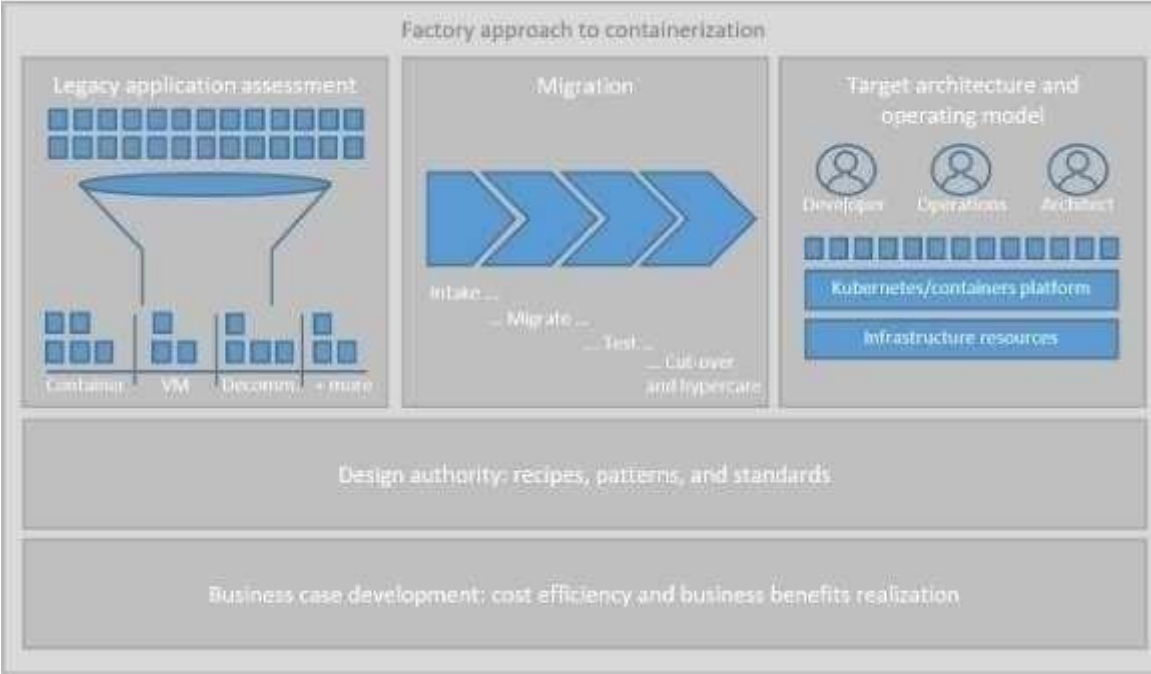 Factory approach to containerization
Legacy application assessment
Container
VM
Decomm.
+ more
Migration
Intake ...
... Migrate ...
... Test ...
... Cut-over
and hypercare
Target architecture and
operating model
Developer
Operations
Architect
Kubernetes/containers platform
Infrastructure resources
Design authority: recipes, patterns, and standards
Business case development: cost efficiency and business benefits realization